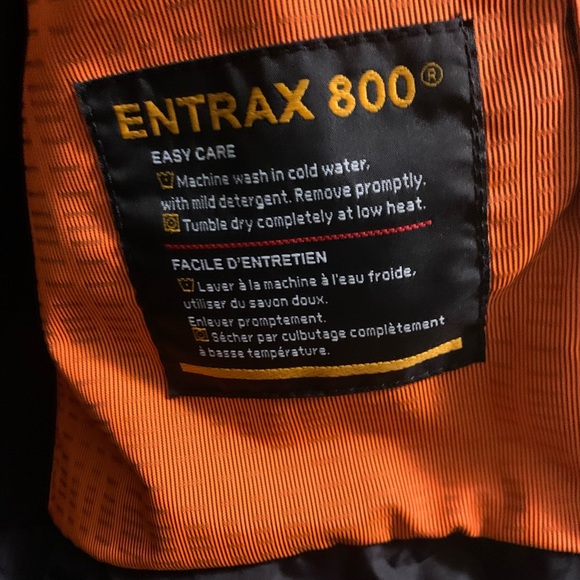 ENTRAX 800®
EASY CARE
Machine wash in cold water,
with mild detergent. Remove promptly.
Tumble dry completely at low heat.
FACILE D'ENTRETIEN
Laver à la machine à l'eau froide,
utiliser du savon doux.
Enlever promptement.
Sécher par culbutage complètement
à basse température.